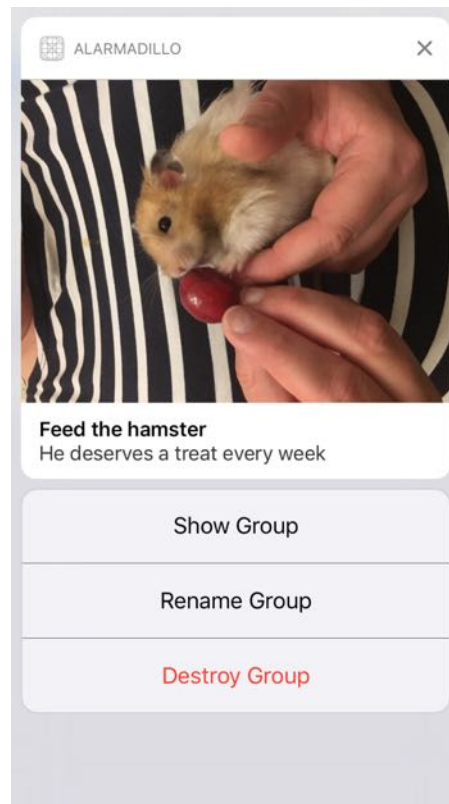 ALARMADILLO
Feed the hamster
He deserves a treat every week
Show Group
Rename Group
Destroy Group